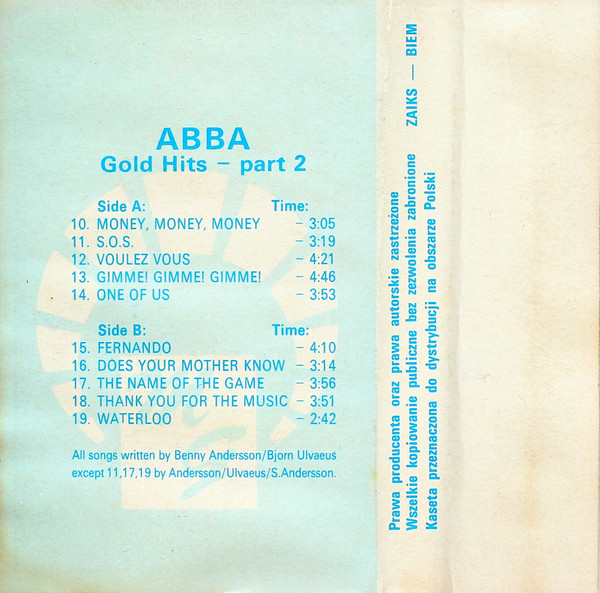 ABBA
Gold Hits – part 2
Side A: Time:
10. MONEY, MONEY, MONEY – 3:05
11. S.O.S. – 3:19
12. VOULEZ VOUS – 4:21
13. GIMME! GIMME! GIMME! – 4:46
14. ONE OF US – 3:53
Side B: Time:
15. FERNANDO – 4:10
16. DOES YOUR MOTHER KNOW – 3:14
17. THE NAME OF THE GAME – 3:56
18. THANK YOU FOR THE MUSIC – 3:51
19. WATERLOO – 2:42
All songs written by Benny Andersson/Bjorn Ulvaeus
except 11,17,19 by Andersson/Ulvaeus/S.Andersson.
Prawa producenta oraz prawa autorskie zastrzeżone
Wszelkie kopiowanie publiczne bez zezwolenia zabronione ZAIKS — BIEM
Kaseta przeznaczona do dystrybucji na obszarze Polski